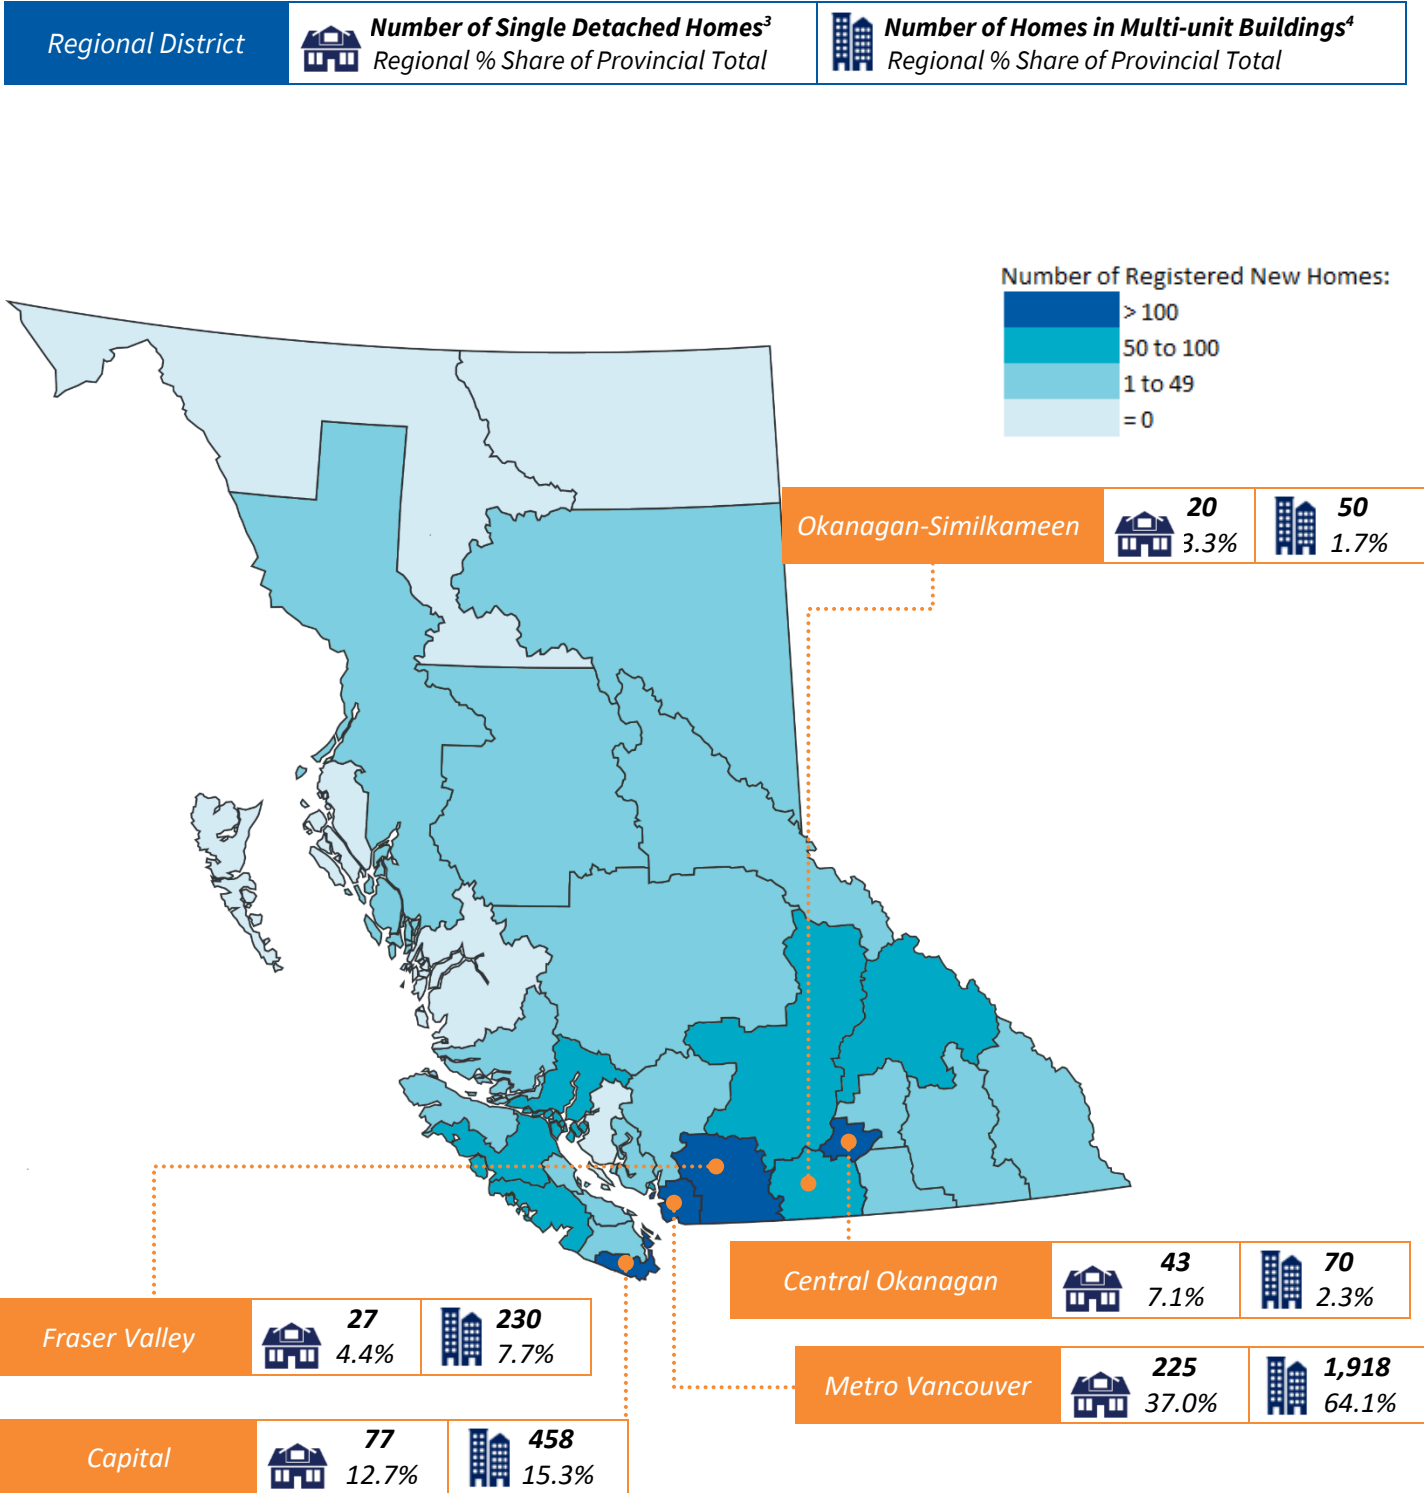 Regional District
Number of Single Detached Homes³
Regional % Share of Provincial Total
Number of Homes in Multi-unit Buildings⁴
Regional % Share of Provincial Total
Number of Registered New Homes:
> 100
50 to 100
1 to 49
= 0
Okanagan-Similkameen
20
3.3%
50
1.7%
Central Okanagan
43
7.1%
70
2.3%
Fraser Valley
27
4.4%
230
7.7%
Metro Vancouver
225
37.0%
1,918
64.1%
Capital
77
12.7%
458
15.3%